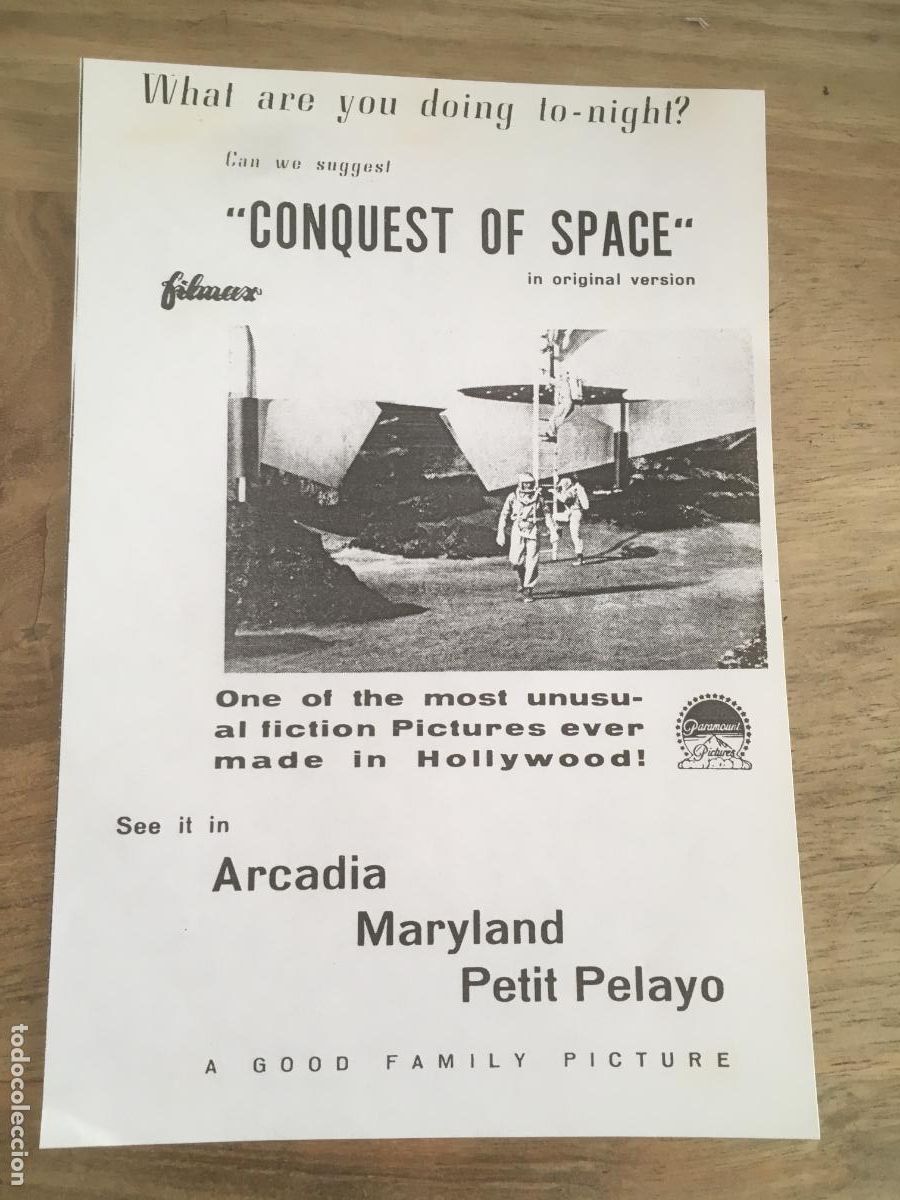 What are you doing to-night?
Can we suggest
"CONQUEST OF SPACE"
in original version
filmax
One of the most unusu-
al fiction Pictures ever
made in Hollywood!
Paramount
Pictures
See it in
Arcadia
Maryland
Petit Pelayo
A GOOD FAMILY PICTURE
todocoleccion